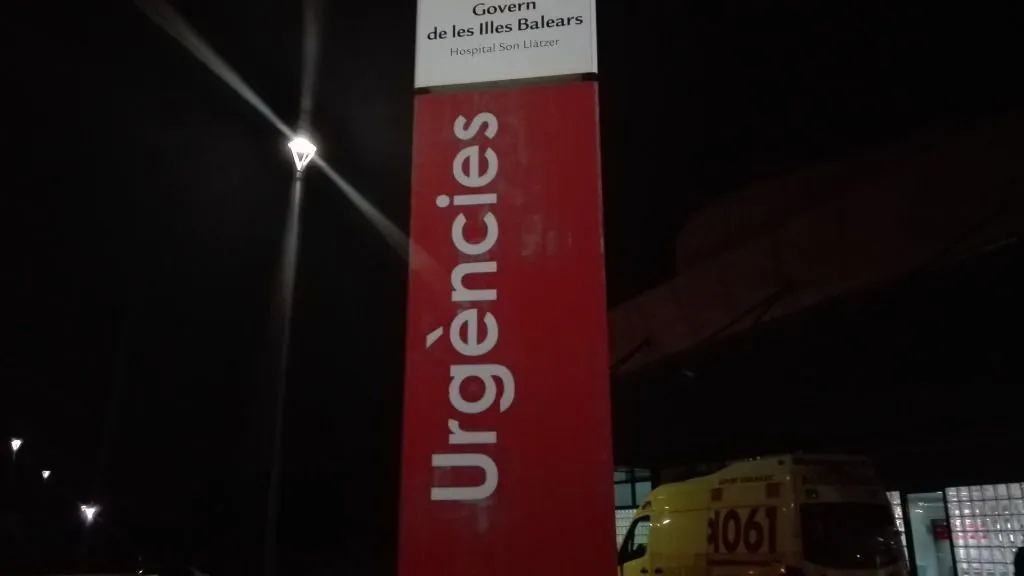 Govern
de les Illes Balears
Hospital Son Llàtzer
Urgències
061